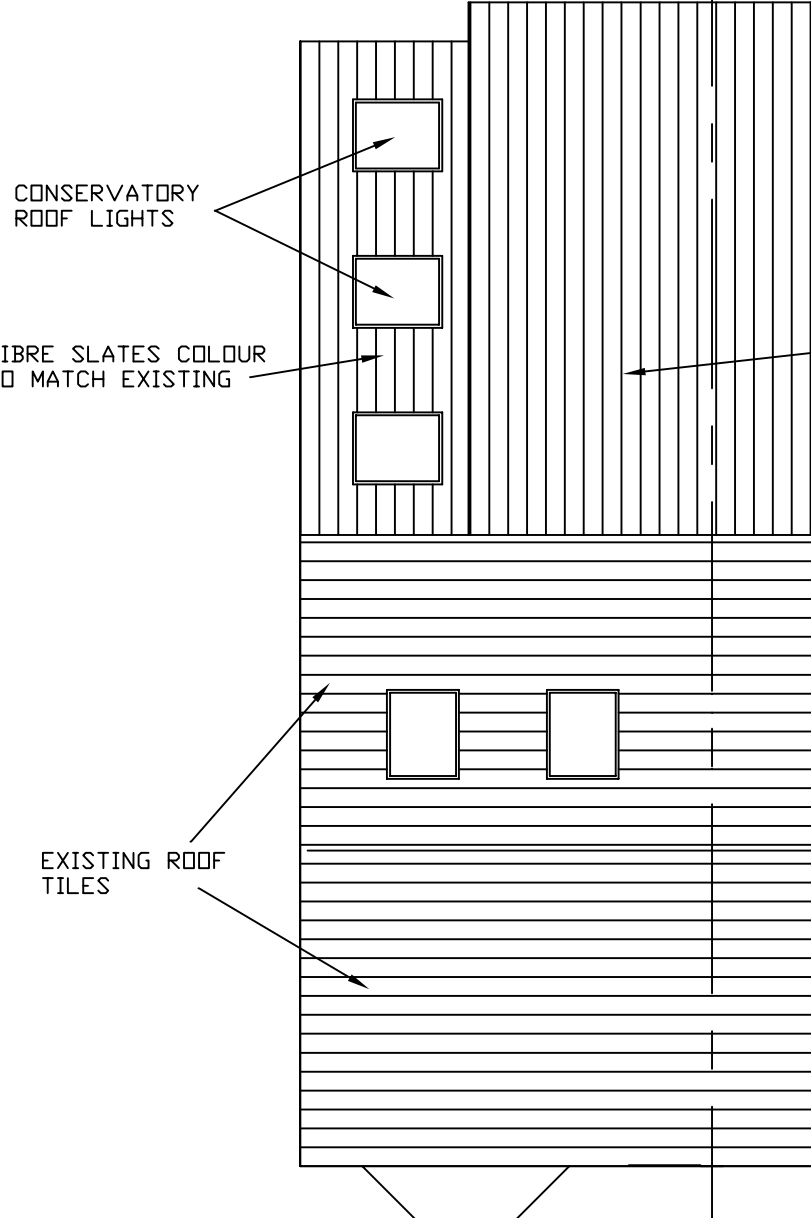 CONSERVATORY
ROOF LIGHTS
IBRE SLATES COLOUR
O MATCH EXISTING
EXISTING ROOF
TILES